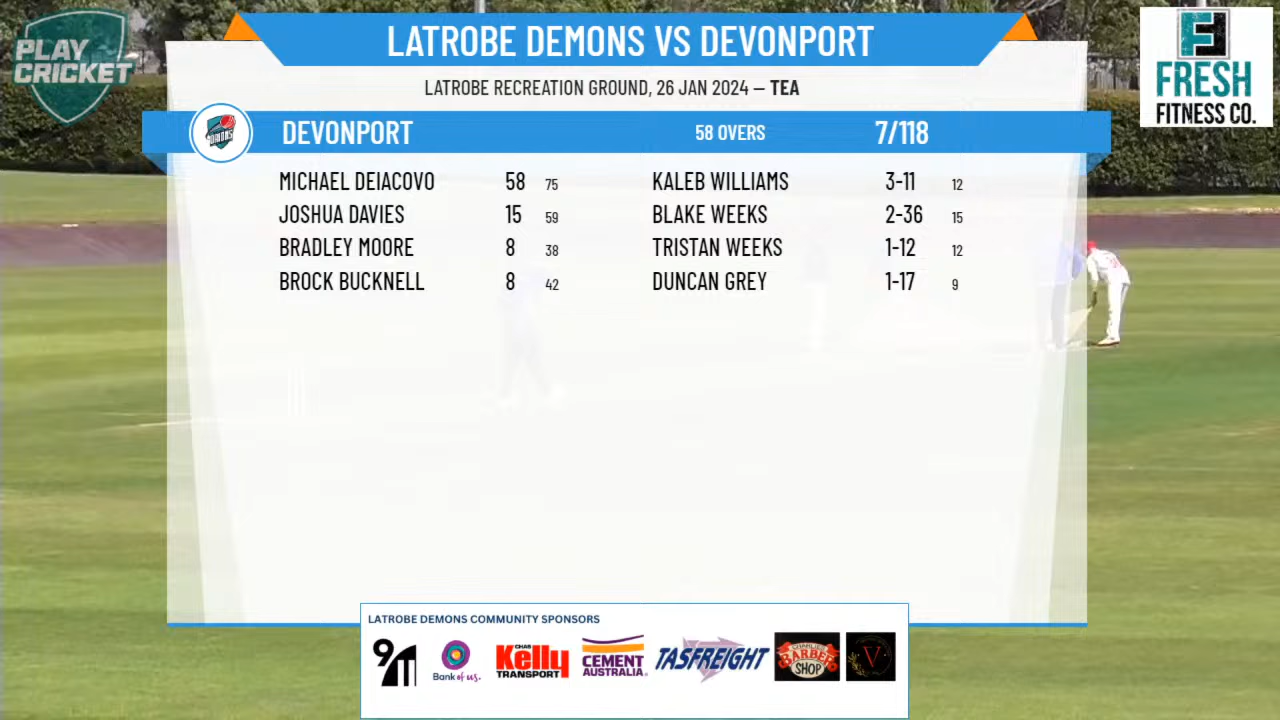 PLAY CRICKET
LATROBE DEMONS VS DEVONPORT
FRESH
FITNESS CO.
LATROBE RECREATION GROUND, 26 JAN 2024 – TEA
DEVONPORT 58 OVERS 7/118
MICHAEL DEIACOVO 58 75 KALEB WILLIAMS 3-11 12
JOSHUA DAVIES 15 59 BLAKE WEEKS 2-36 15
BRADLEY MOORE 8 38 TRISTAN WEEKS 1-12 12
BROCK BUCKNELL 8 42 DUNCAN GREY 1-17 9
LATROBE DEMONS COMMUNITY SPONSORS
Bank of us.
CHAS
Kelly
TRANSPORT
CEMENT
AUSTRALIA
TASFREIGHT
CHARLIE'S
BARBER
SHOP
V